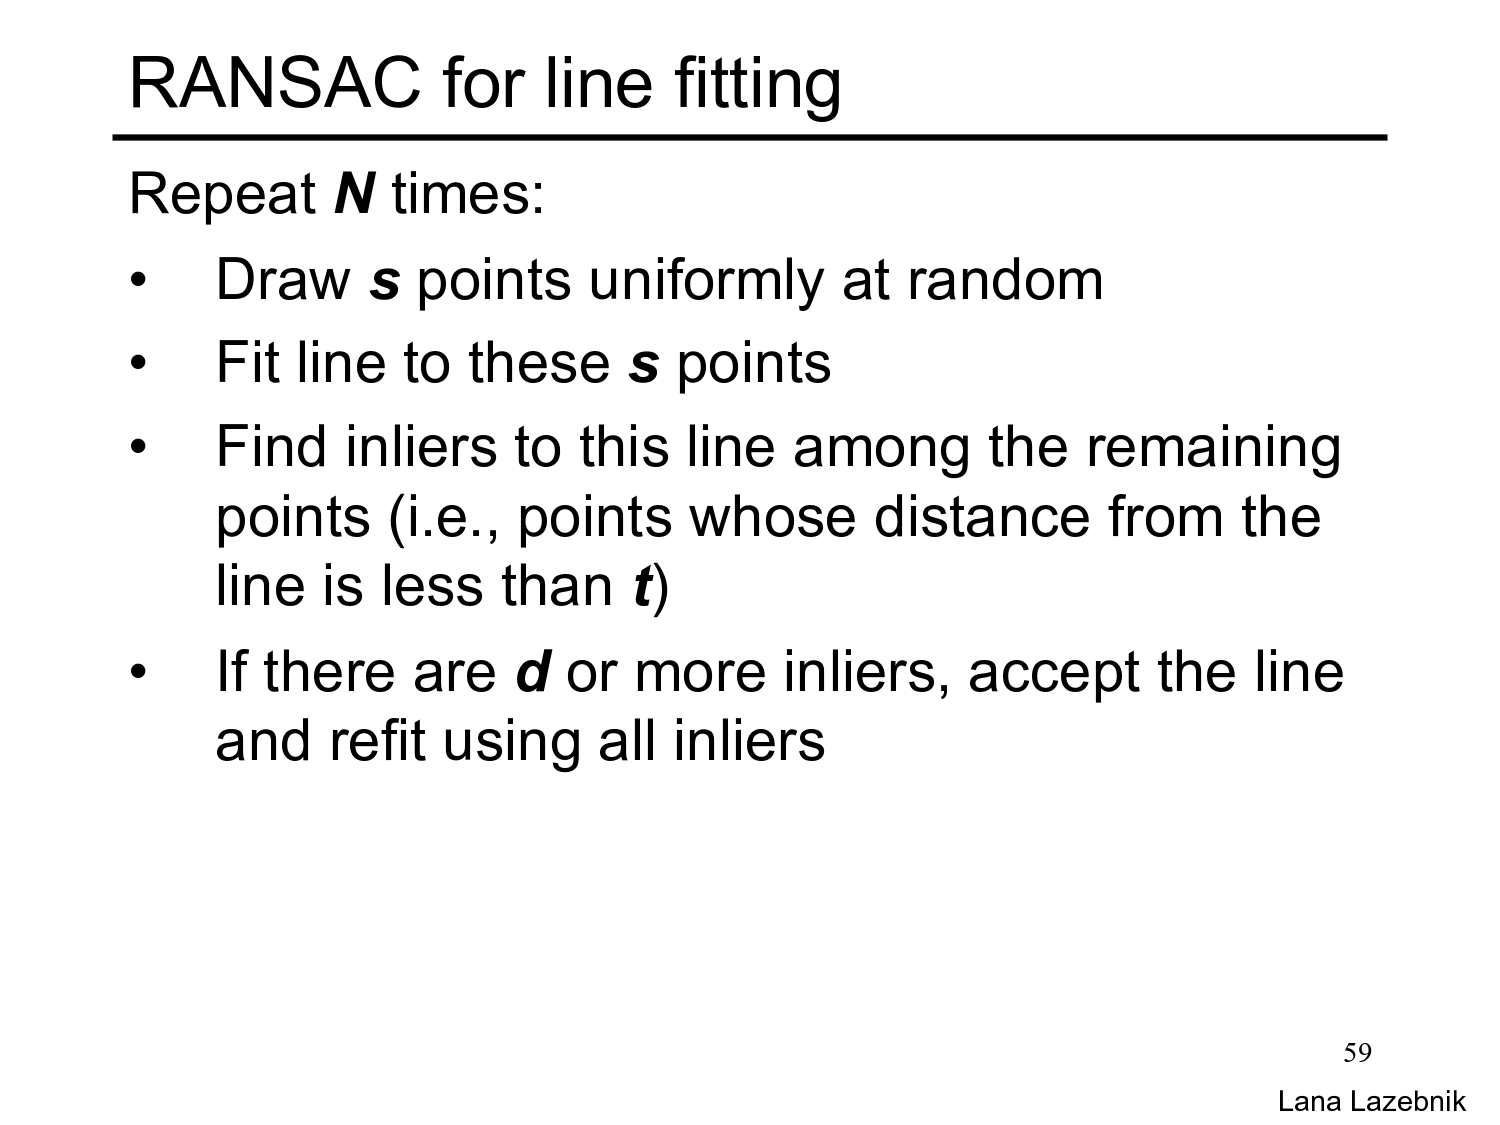 RANSAC for line fitting
Repeat N times:
• Draw s points uniformly at random
• Fit line to these s points
• Find inliers to this line among the remaining
points (i.e., points whose distance from the
line is less than t)
• If there are d or more inliers, accept the line
and refit using all inliers
59
Lana Lazebnik